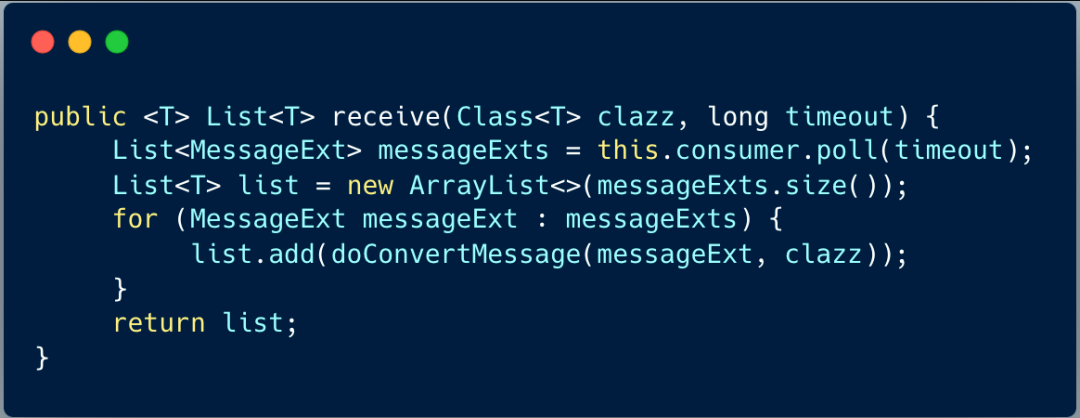 public <T> List<T> receive(Class<T> clazz, long timeout) {
     List<MessageExt> messageExts = this.consumer.poll(timeout);
     List<T> list = new ArrayList<>(messageExts.size());
     for (MessageExt messageExt : messageExts) {
          list.add(doConvertMessage(messageExt, clazz));
     }
     return list;
}